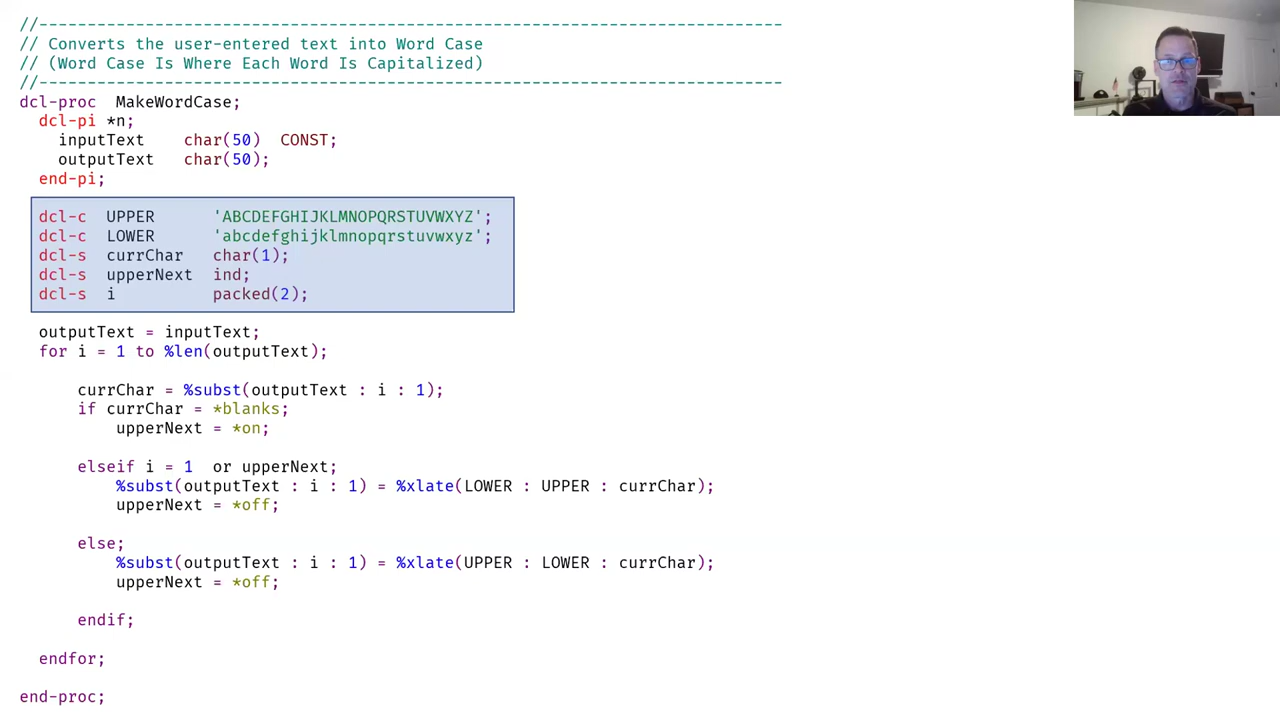 //-----------------------------------------------------------------------------
// Converts the user-entered text into Word Case
// (Word Case Is Where Each Word Is Capitalized)
//-----------------------------------------------------------------------------
dcl-proc  MakeWordCase;
  dcl-pi *n;
    inputText    char(50)  CONST;
    outputText   char(50);
  end-pi;
  dcl-c  UPPER      'ABCDEFGHIJKLMNOPQRSTUVWXYZ';
  dcl-c  LOWER      'abcdefghijklmnopqrstuvwxyz';
  dcl-s  currChar   char(1);
  dcl-s  upperNext  ind;
  dcl-s  i          packed(2);
  outputText = inputText;
  for i = 1 to %len(outputText);
      currChar = %subst(outputText : i : 1);
      if currChar = *blanks;
          upperNext = *on;
      elseif i = 1  or upperNext;
          %subst(outputText : i : 1) = %xlate(LOWER : UPPER : currChar);
          upperNext = *off;
      else;
          %subst(outputText : i : 1) = %xlate(UPPER : LOWER : currChar);
          upperNext = *off;
      endif;
  endfor;
end-proc;